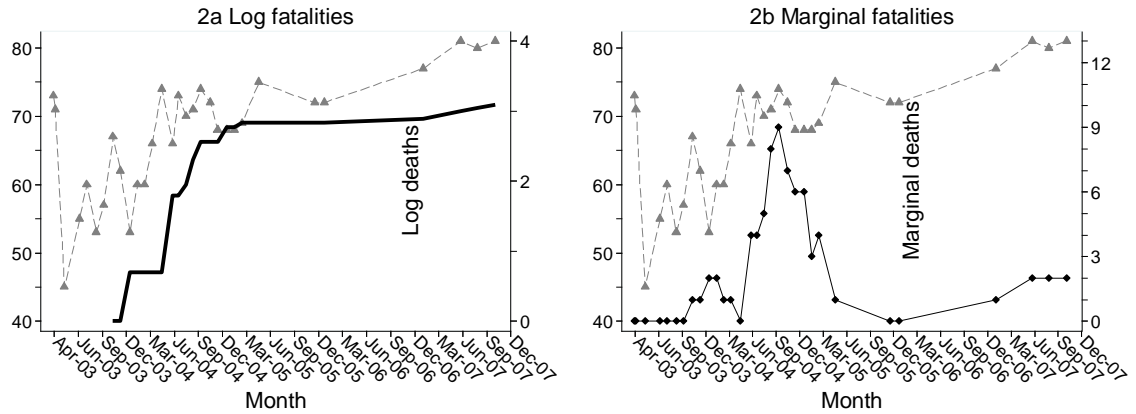 2a Log fatalities
80
70
60
50
40
4
2
0
Log deaths
Apr-03
Jun-03
Sep-03
Dec-03
Mar-04
Jun-04
Sep-04
Dec-04
Mar-05
Jun-05
Sep-05
Dec-05
Mar-06
Jun-06
Sep-06
Dec-06
Mar-07
Jun-07
Sep-07
Dec-07
Month
2b Marginal fatalities
80
70
60
50
40
12
9
6
3
0
Marginal deaths
Apr-03
Jun-03
Sep-03
Dec-03
Mar-04
Jun-04
Sep-04
Dec-04
Mar-05
Jun-05
Sep-05
Dec-05
Mar-06
Jun-06
Sep-06
Dec-06
Mar-07
Jun-07
Sep-07
Dec-07
Month